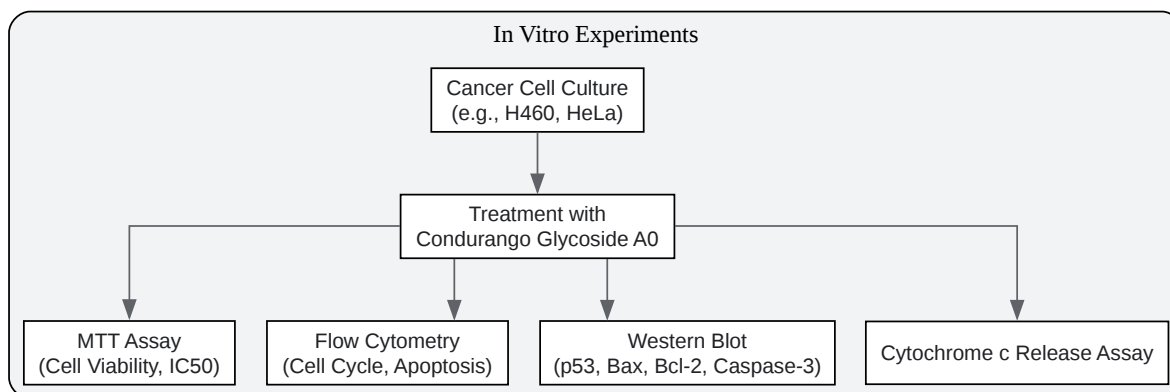 In Vitro Experiments
Cancer Cell Culture
(e.g., H460, HeLa)
Treatment with
Condurango Glycoside A0
MTT Assay
(Cell Viability, IC50)
Flow Cytometry
(Cell Cycle, Apoptosis)
Western Blot
(p53, Bax, Bcl-2, Caspase-3)
Cytochrome c Release Assay